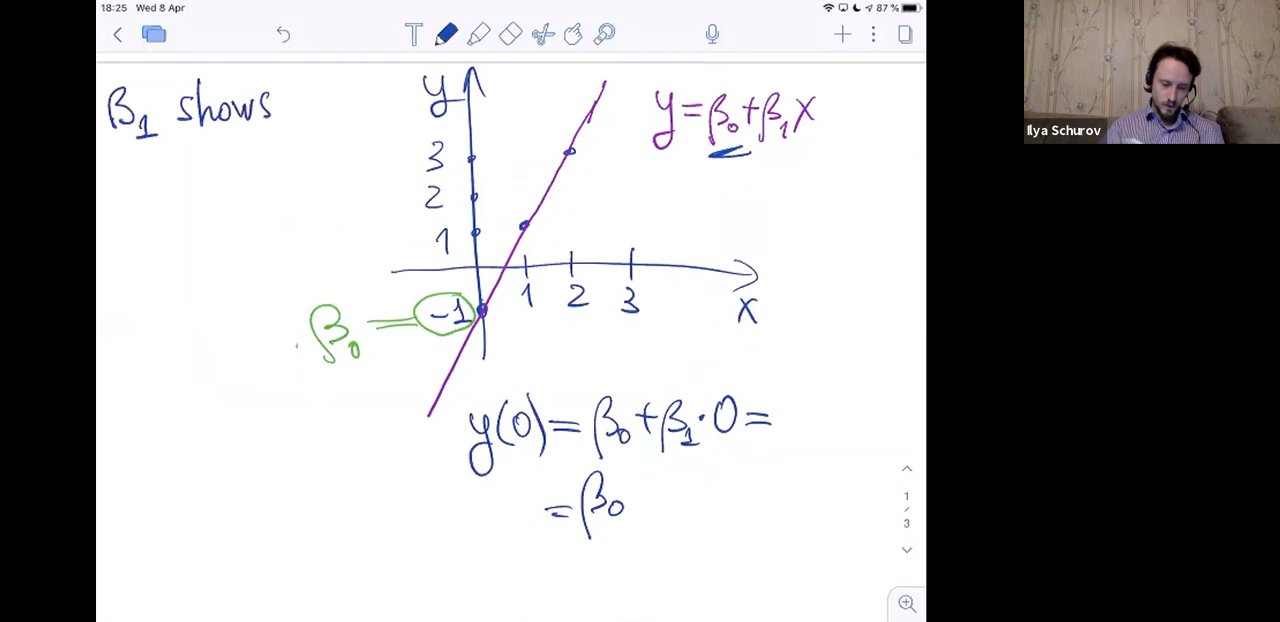 18:25 Wed 8 Apr
87 %
T
β₁ shows
y
y=β₀+β₁x
Ilya Schurov
3
2
1
1 2 3
x
β₀ = -1
y(0)=β₀+β₁·0=
=β₀
1
/
3